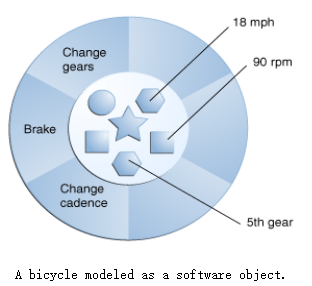 18 mph
Change
gears
90 rpm
Brake
Change
cadence
5th gear
A bicycle modeled as a software object.